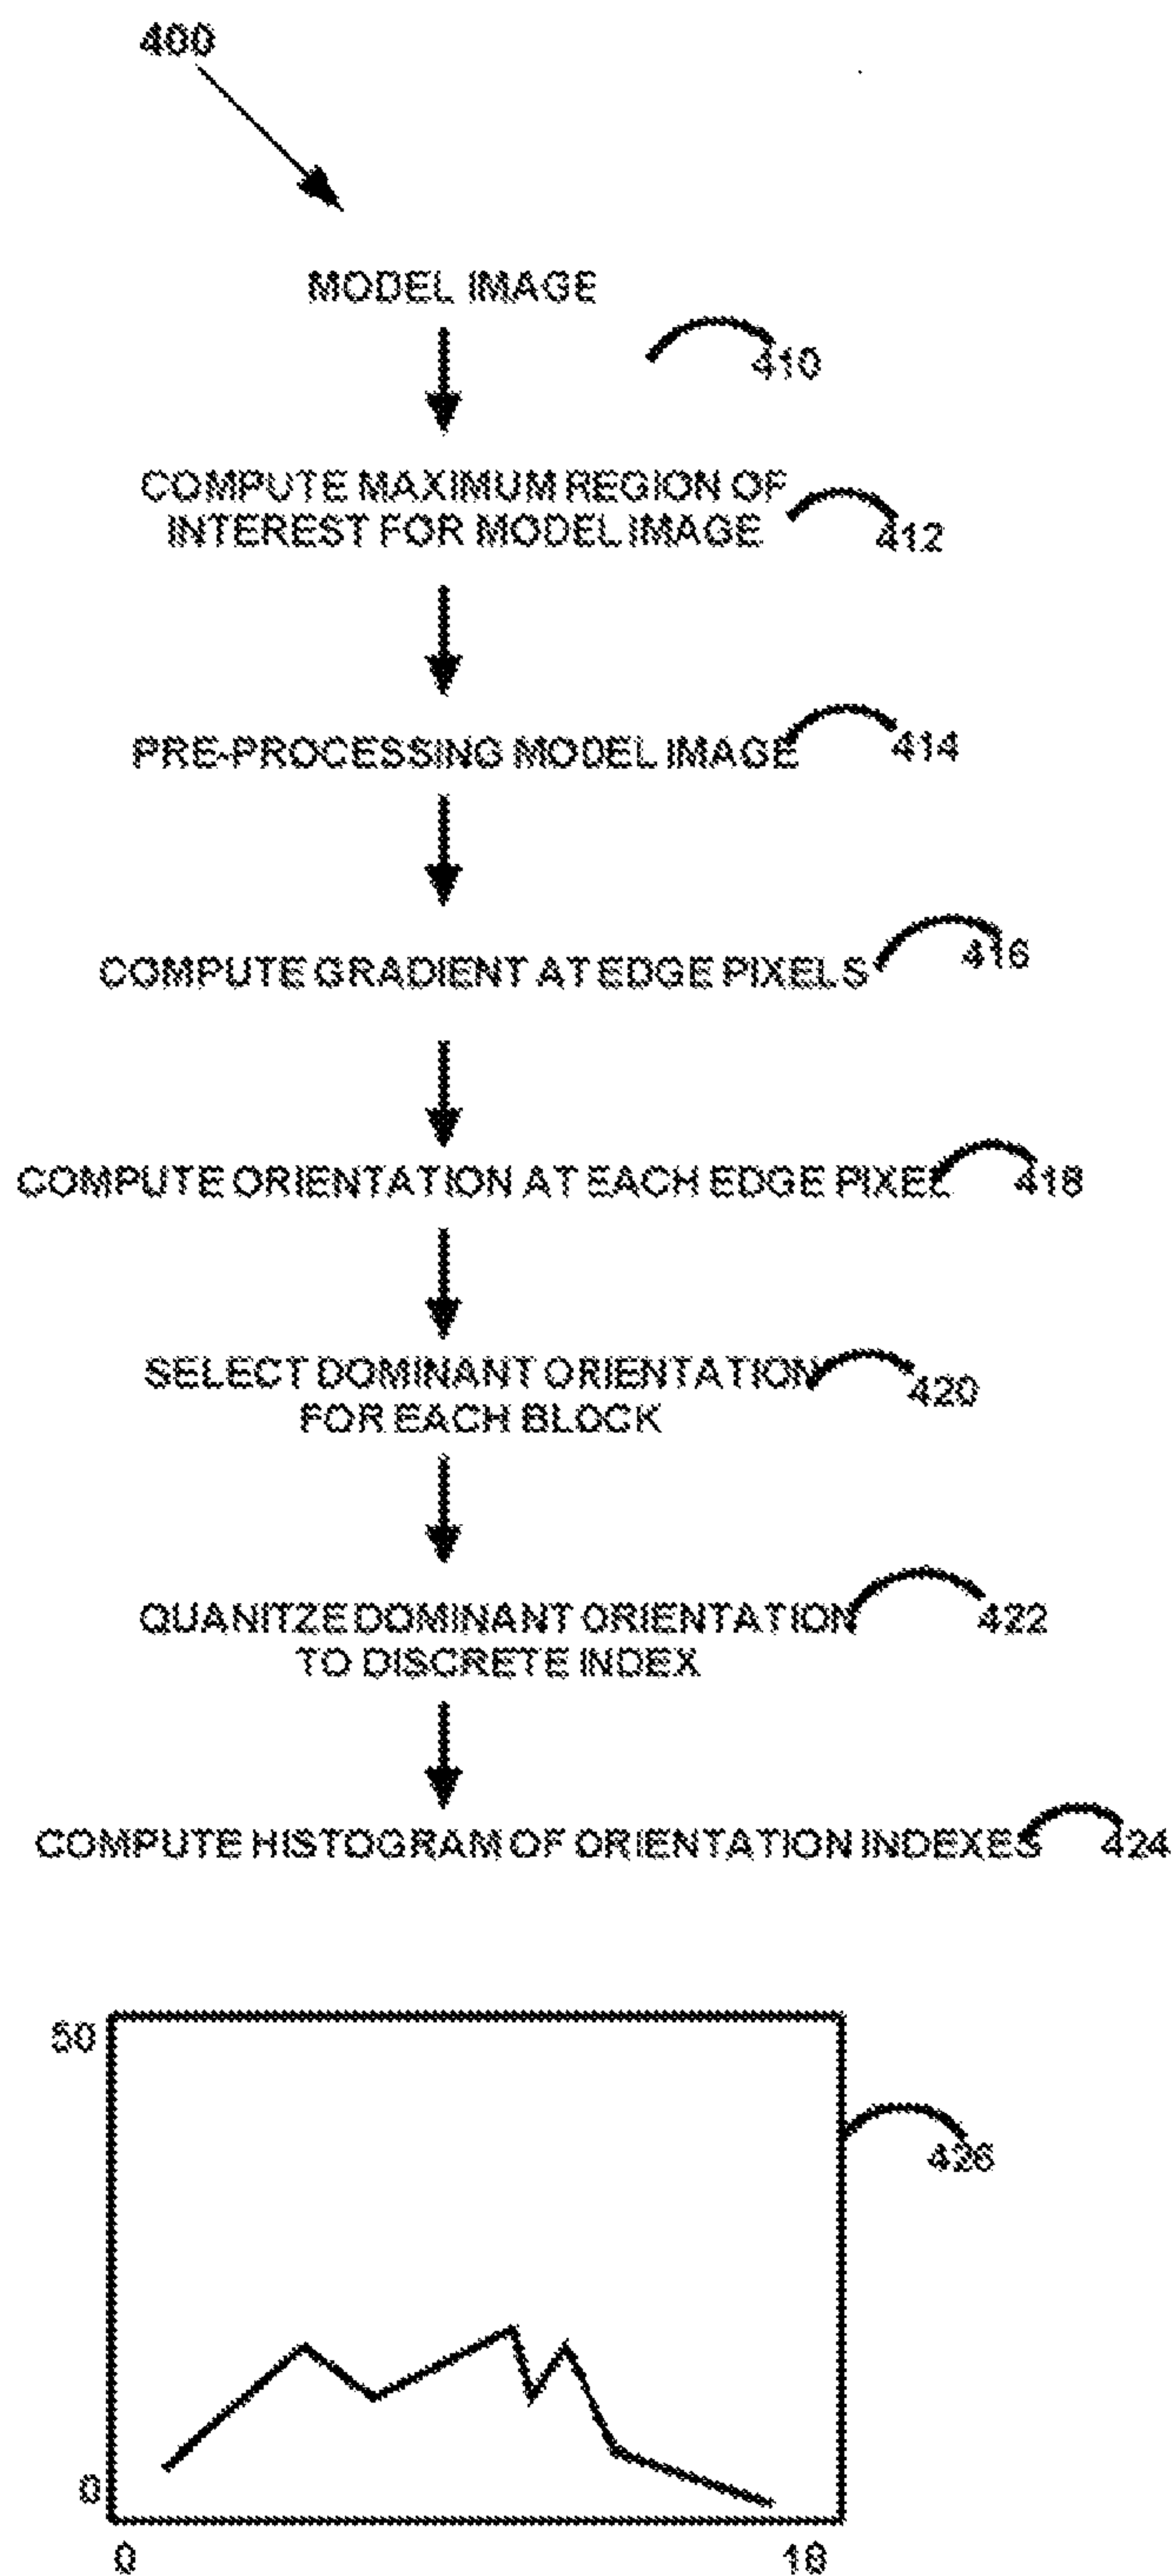 400
MODEL IMAGE
410
COMPUTE MAXIMUM REGION OF
INTEREST FOR MODEL IMAGE
412
PRE-PROCESSING MODEL IMAGE
414
COMPUTE GRADIENT AT EDGE PIXELS
416
COMPUTE ORIENTATION AT EACH EDGE PIXEL
418
SELECT DOMINANT ORIENTATION
FOR EACH BLOCK
420
QUANITZE DOMINANT ORIENTATION
TO DISCRETE INDEX
422
COMPUTE HISTOGRAM OF ORIENTATION INDEXES
424
50
426
0
0
18